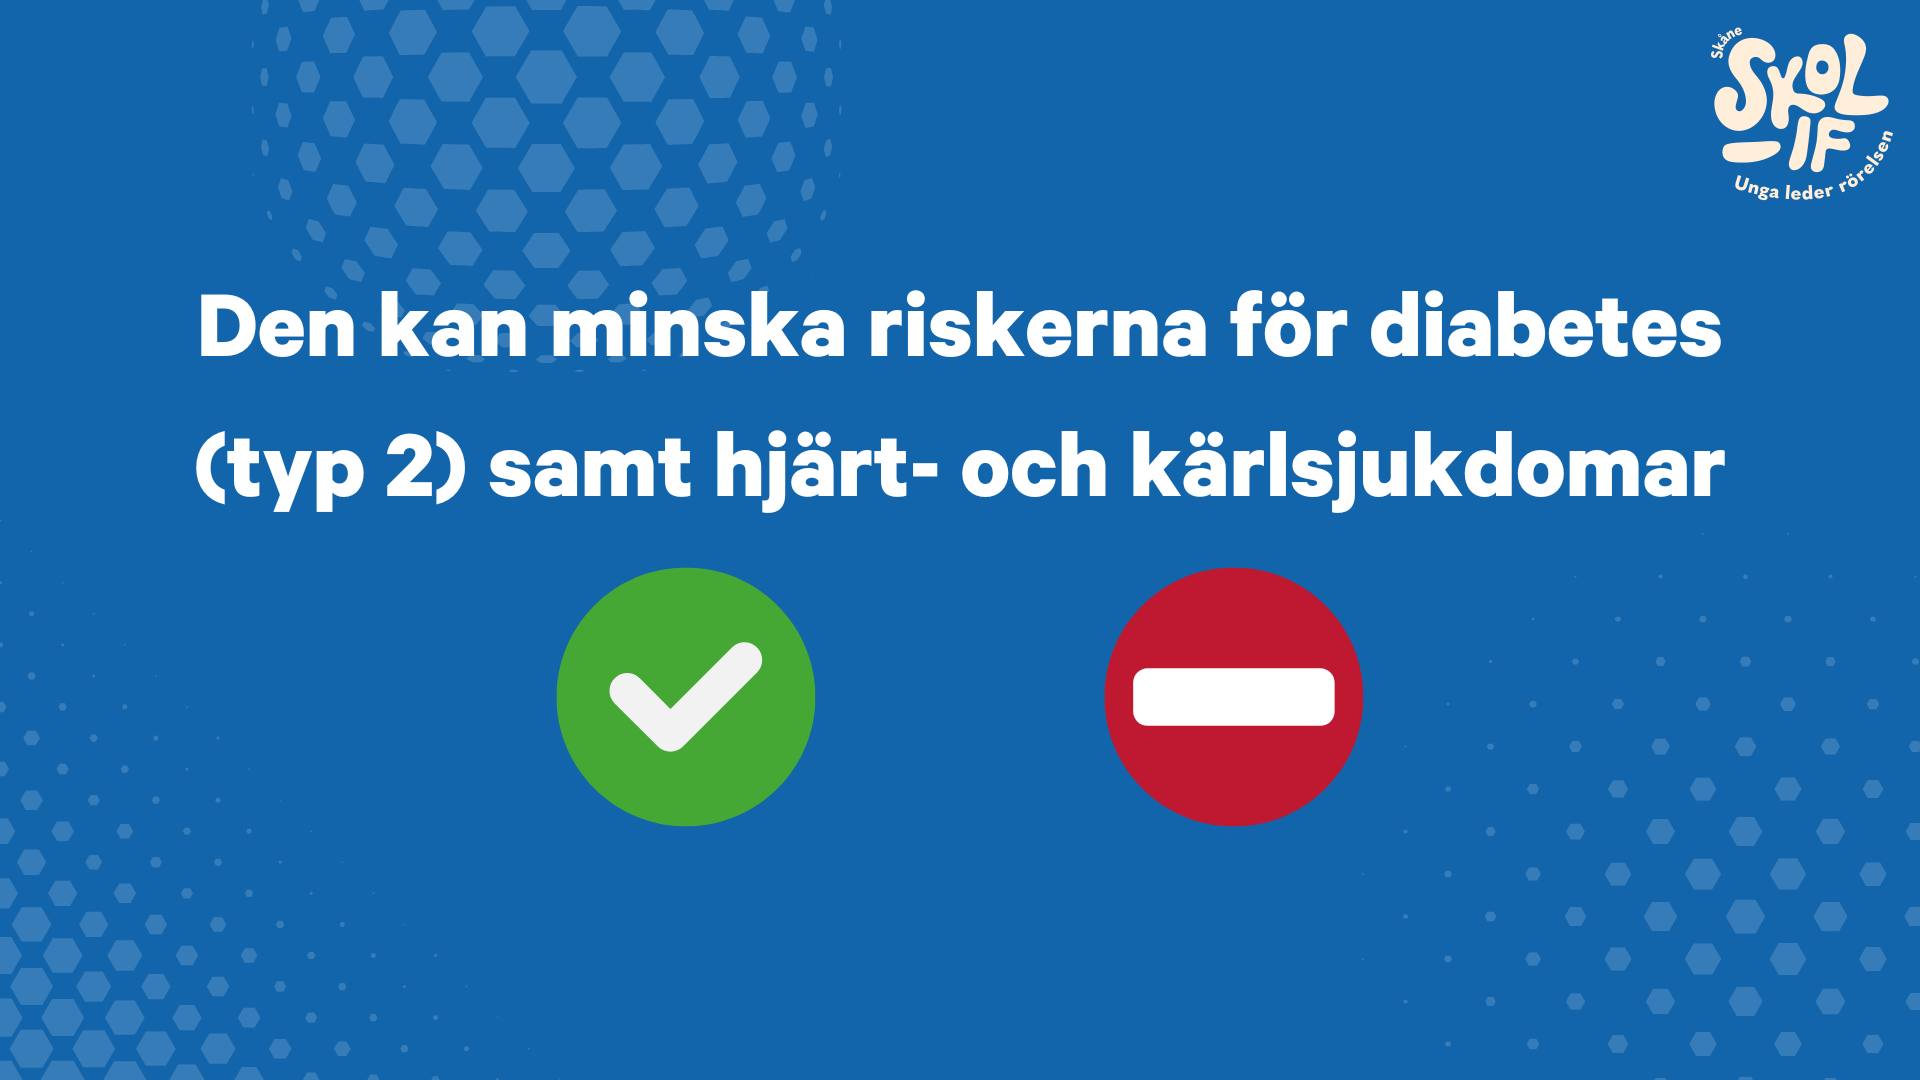 Skåne
SKOL
-IF
Unga leder rörelsen
Den kan minska riskerna för diabetes
(typ 2) samt hjärt- och kärlsjukdomar